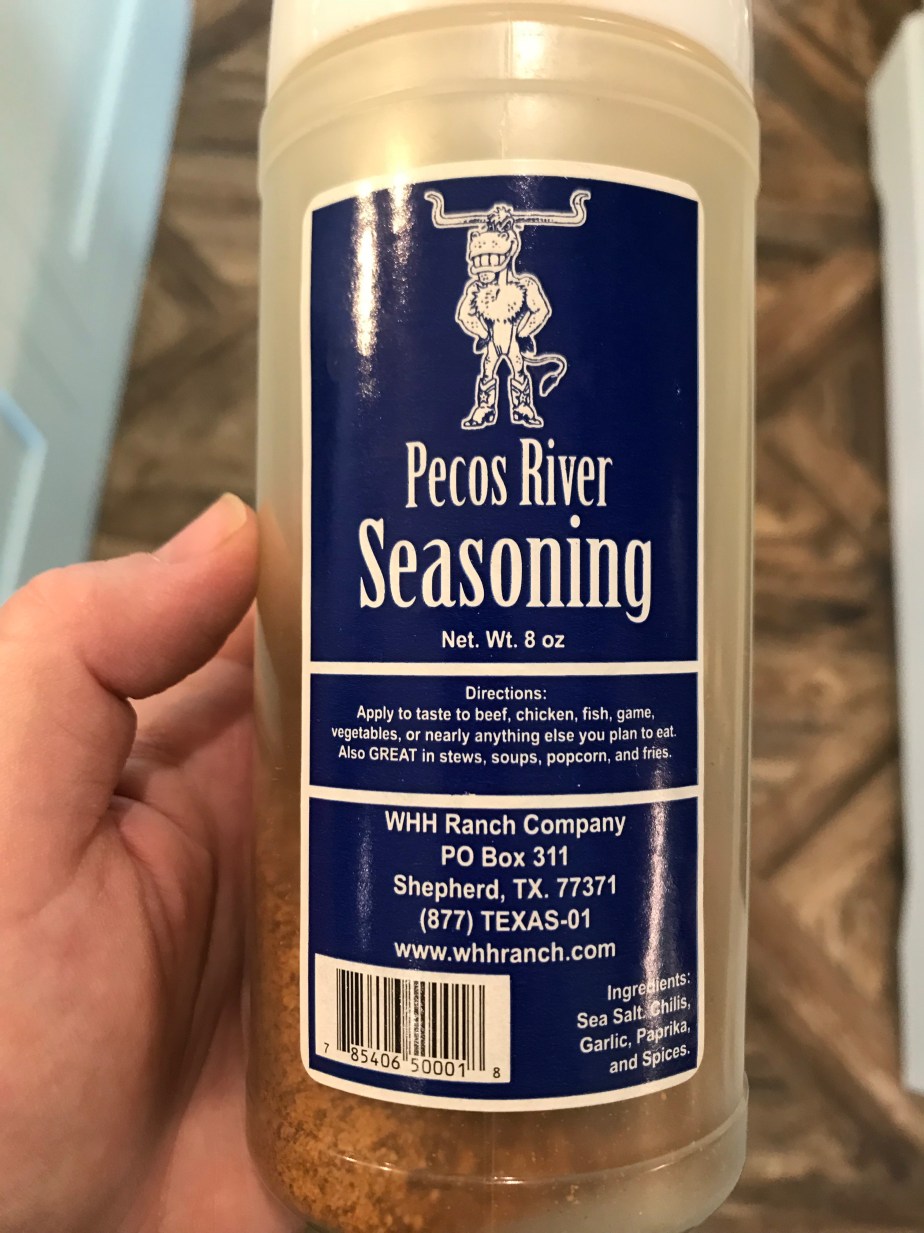 Pecos River
Seasoning
Net. Wt. 8 oz
Directions:
Apply to taste to beef, chicken, fish, game,
vegetables, or nearly anything else you plan to eat.
Also GREAT in stews, soups, popcorn, and fries.
WHH Ranch Company
PO Box 311
Shepherd, TX. 77371
(877) TEXAS-01
www.whhranch.com
Ingredients:
Sea Salt, Chilis,
Garlic, Paprika,
and Spices.
7 85406 50001 8